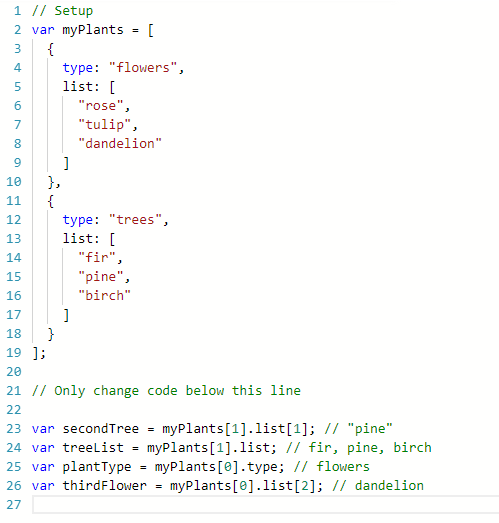 1 // Setup
2 var myPlants = [
3   {
4     type: "flowers",
5     list: [
6       "rose",
7       "tulip",
8       "dandelion"
9     ]
10   },
11   {
12     type: "trees",
13     list: [
14       "fir",
15       "pine",
16       "birch"
17     ]
18   }
19 ];
20
21 // Only change code below this line
22
23 var secondTree = myPlants[1].list[1]; // "pine"
24 var treeList = myPlants[1].list; // fir, pine, birch
25 var plantType = myPlants[0].type; // flowers
26 var thirdFlower = myPlants[0].list[2]; // dandelion
27